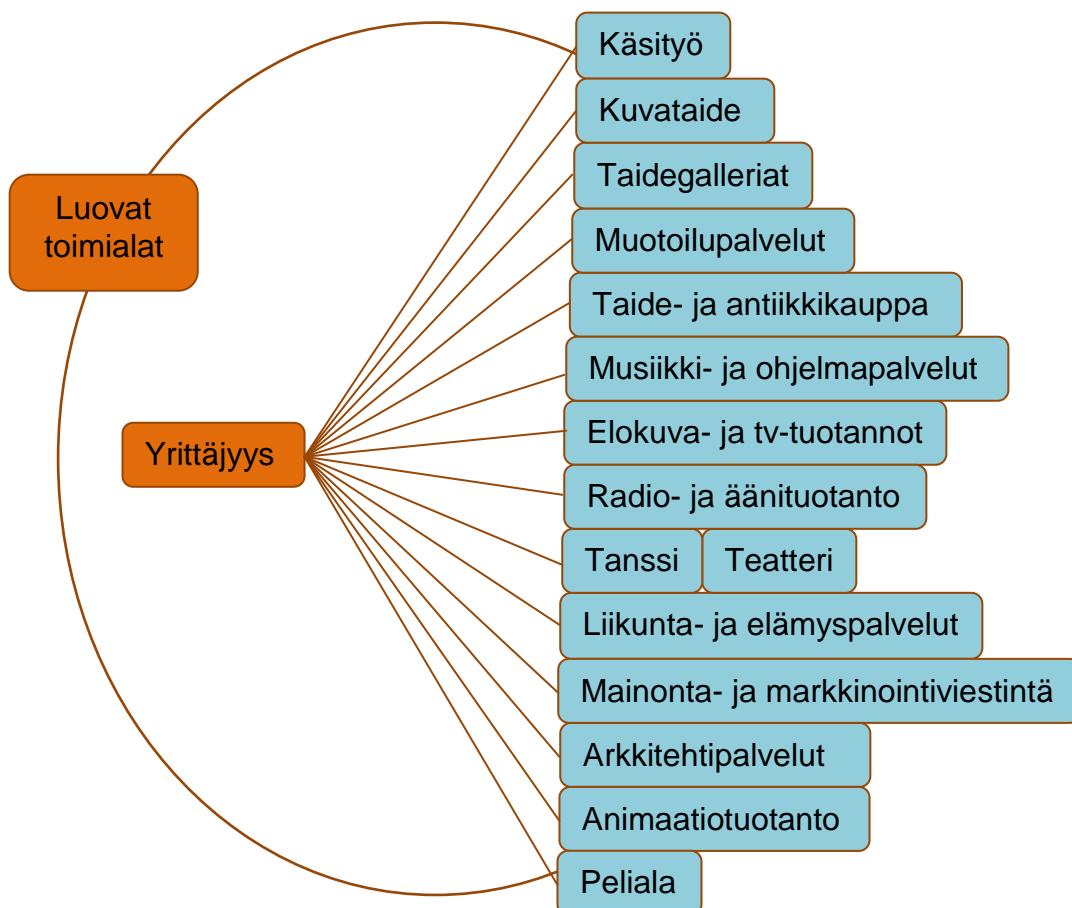 Käsityö
Kuvataide
Taidegalleriat
Luovat
toimialat
Muotoilupalvelut
Taide- ja antiikkikauppa
Musiikki- ja ohjelmapalvelut
Elokuva- ja tv-tuotannot
Yrittäjyys
Radio- ja äänituotanto
Tanssi Teatteri
Liikunta- ja elämyspalvelut
Mainonta- ja markkinointiviestintä
Arkkitehtipalvelut
Animaatiotuotanto
Peliala